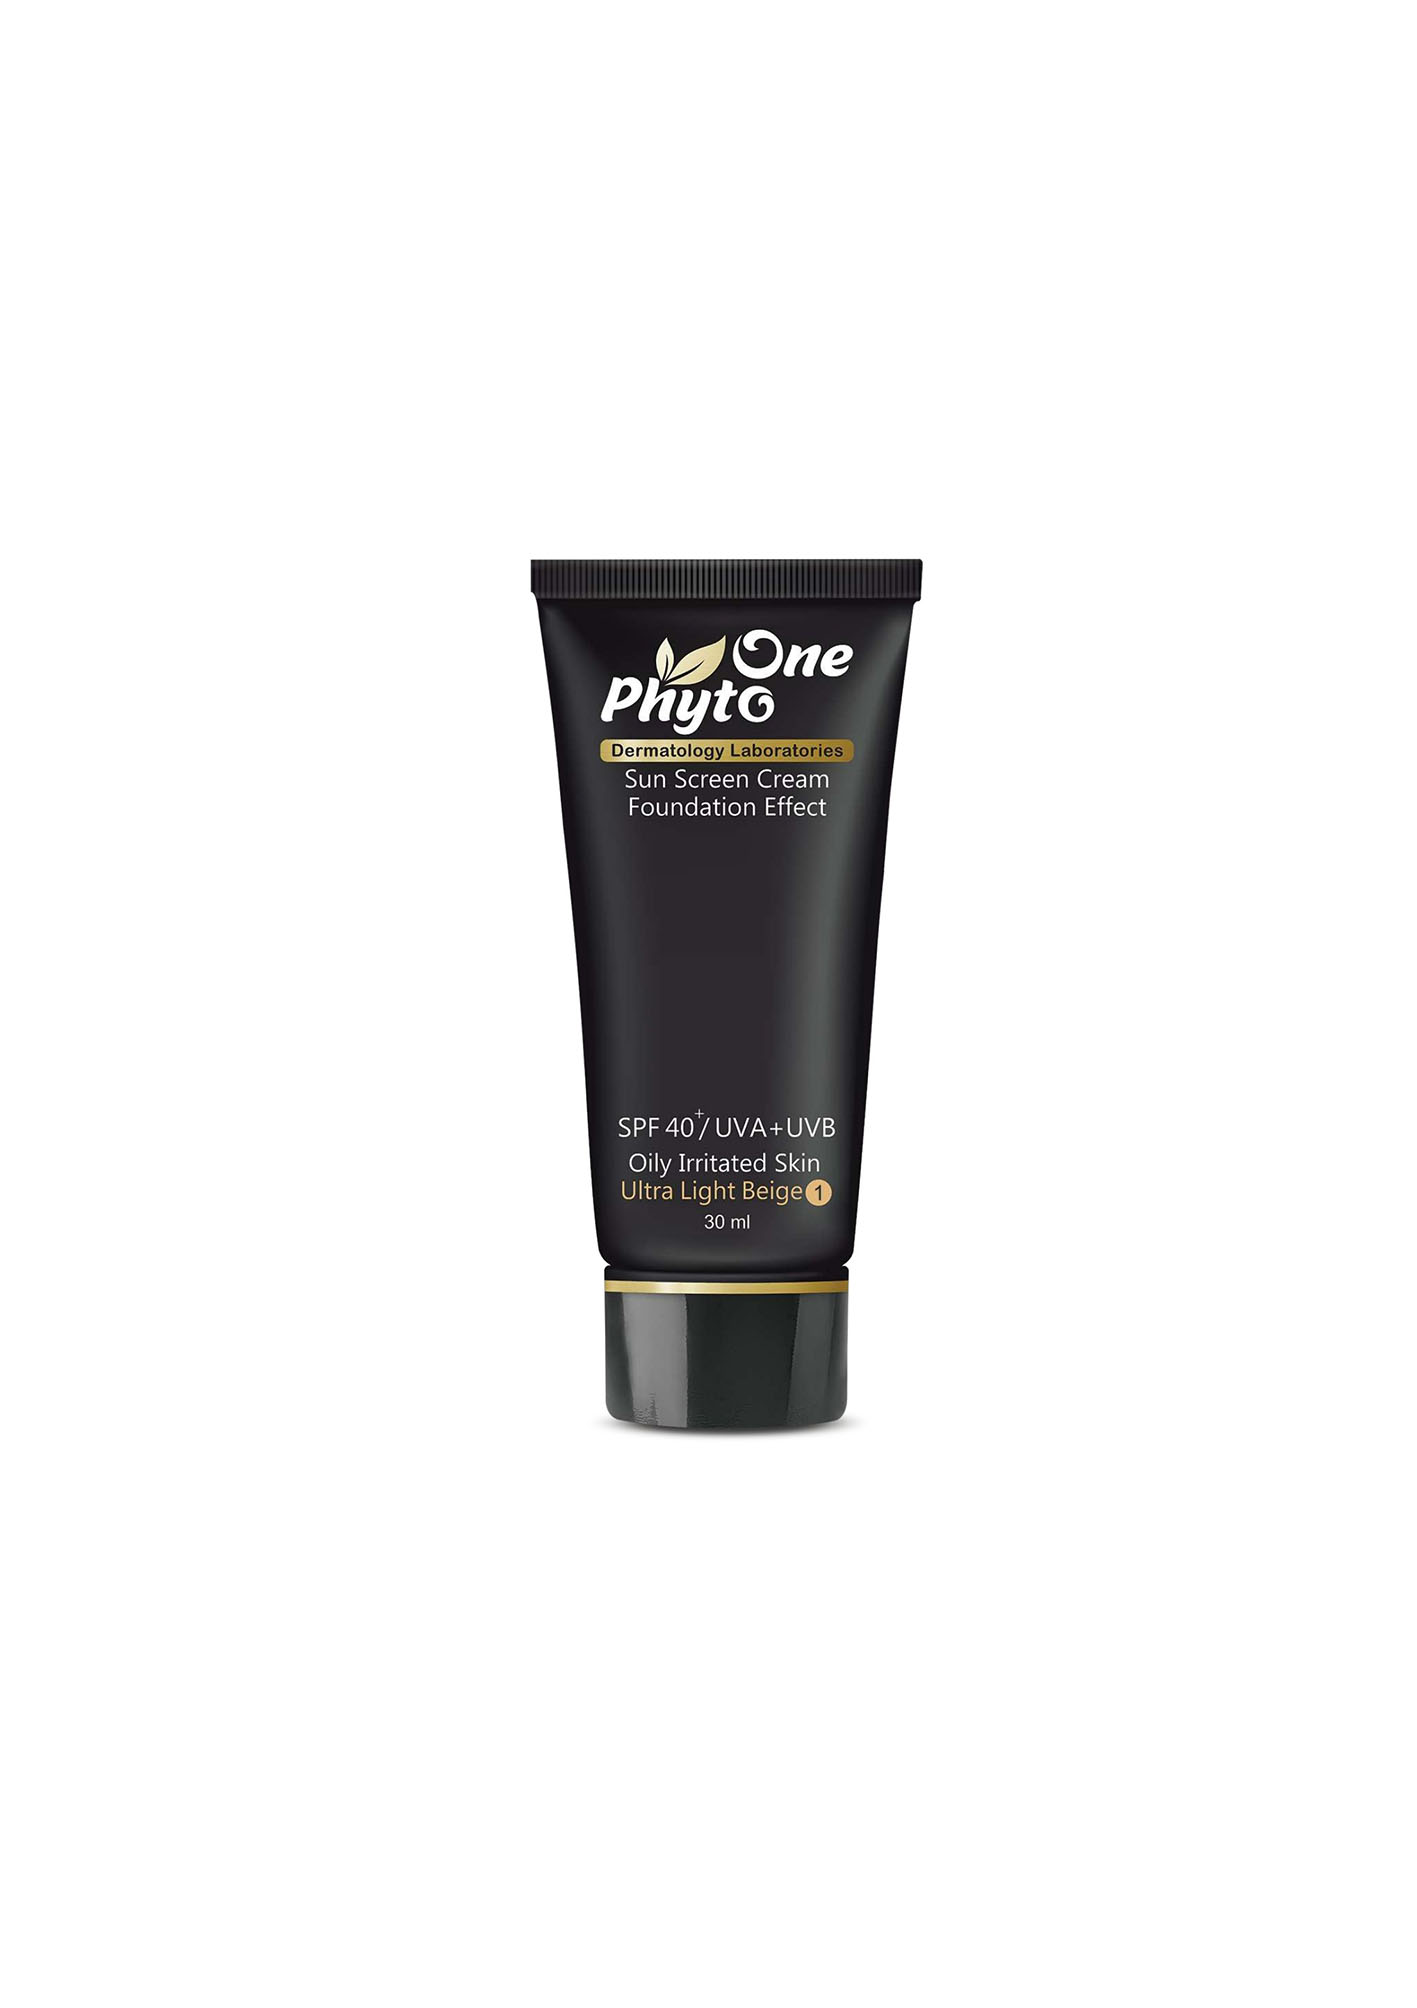 Phyto One
Dermatology Laboratories
Sun Screen Cream
Foundation Effect
SPF 40+/ UVA+UVB
Oily Irritated Skin
Ultra Light Beige 1
30 ml